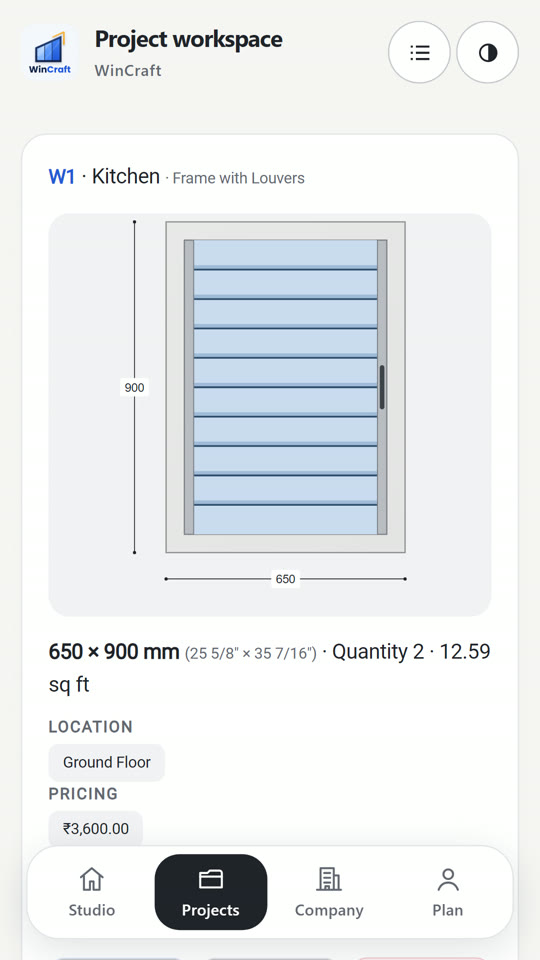 Project workspace
WinCraft
WinCraft
W1 · Kitchen · Frame with Louvers
900
650
650 × 900 mm (25 5/8" × 35 7/16") · Quantity 2 · 12.59
sq ft
LOCATION
Ground Floor
PRICING
₹3,600.00
Studio
Projects
Company
Plan